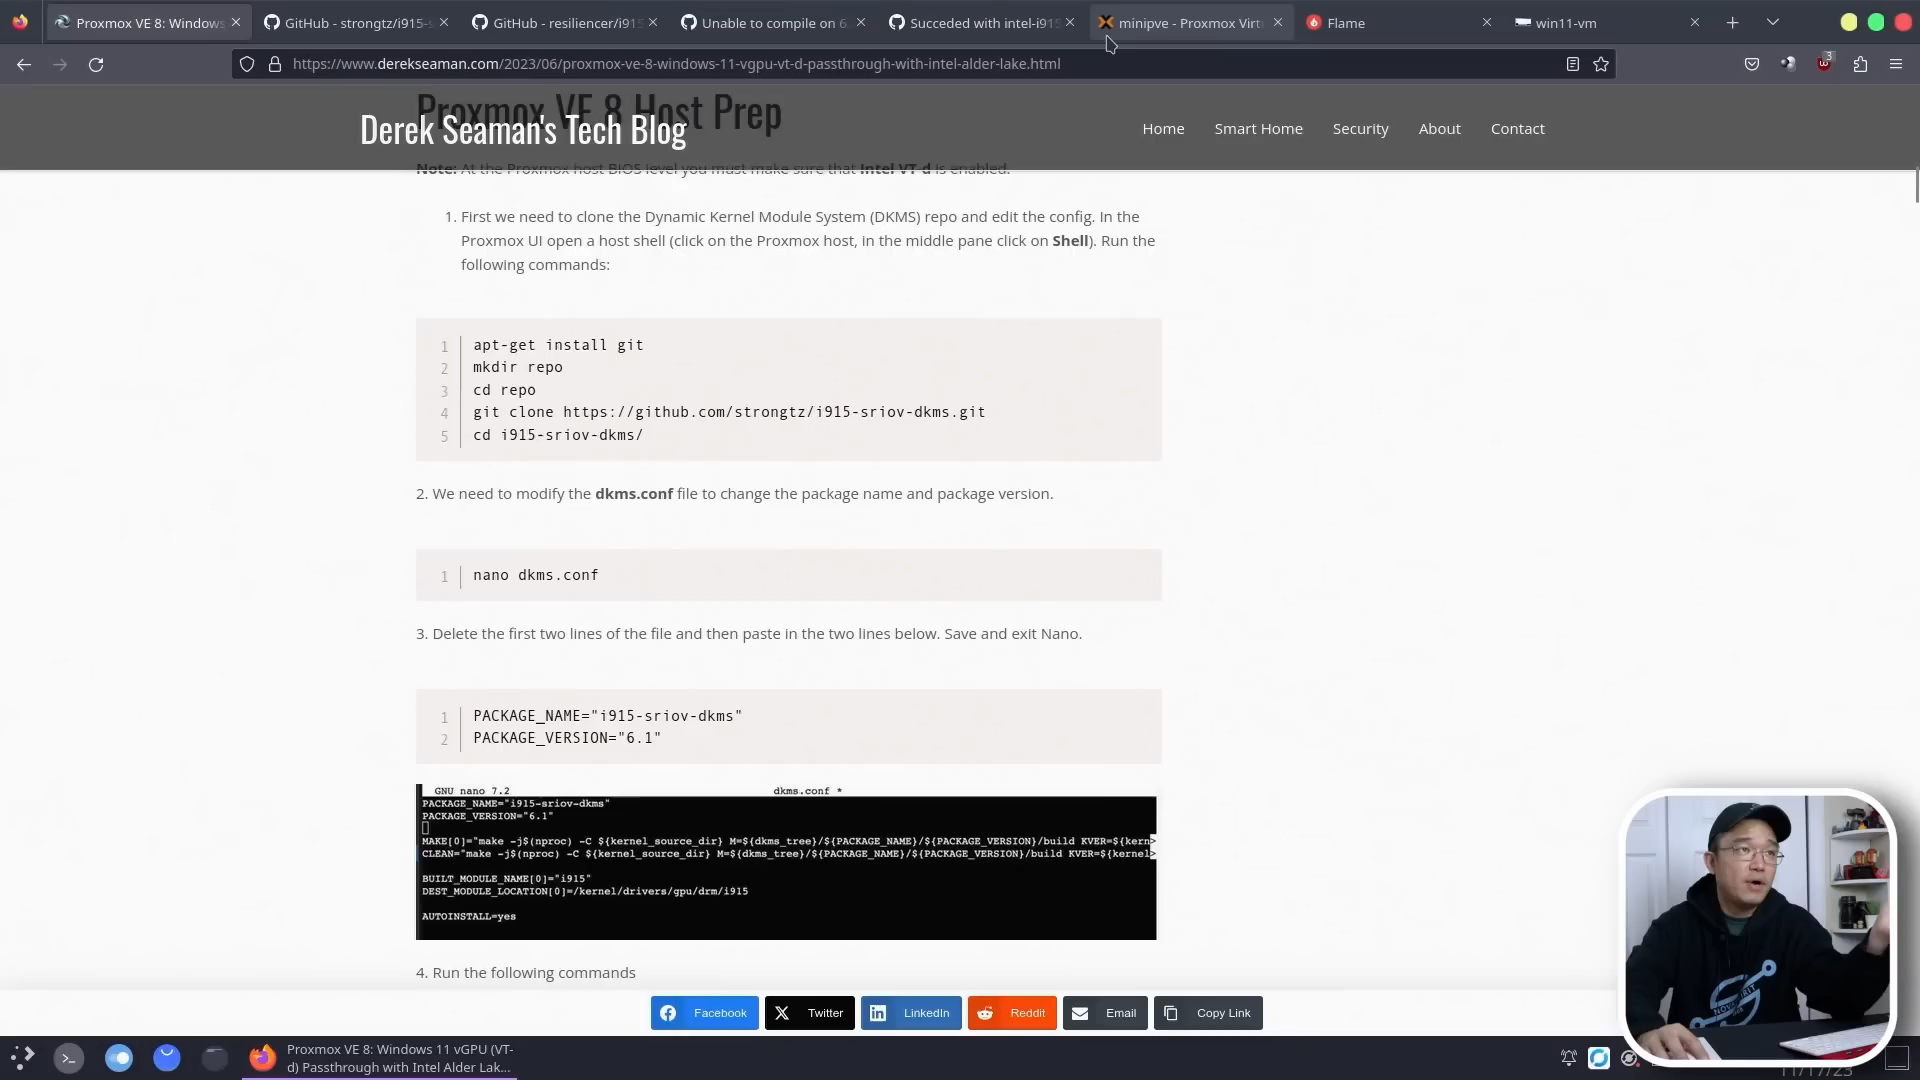 Proxmox VE 8: Windows
GitHub - strongtz/i915-s
GitHub - resiliencer/i915
Unable to compile on 6.
Succeded with intel-i915
minipve - Proxmox Virtu
Flame
win11-vm
https://www.derekseaman.com/2023/06/proxmox-ve-8-windows-11-vgpu-vt-d-passthrough-with-intel-alder-lake.html
3
Proxmox VE 8 Host Prep
Derek Seaman's Tech Blog
Home
Smart Home
Security
About
Contact
Note: At the Proxmox host BIOS level you must make sure that Intel VT-d is enabled.
1. First we need to clone the Dynamic Kernel Module System (DKMS) repo and edit the config. In the
Proxmox UI open a host shell (click on the Proxmox host, in the middle pane click on Shell). Run the
following commands:
1 apt-get install git
2 mkdir repo
3 cd repo
4 git clone https://github.com/strongtz/i915-sriov-dkms.git
5 cd i915-sriov-dkms/
2. We need to modify the dkms.conf file to change the package name and package version.
1 nano dkms.conf
3. Delete the first two lines of the file and then paste in the two lines below. Save and exit Nano.
1 PACKAGE_NAME="i915-sriov-dkms"
2 PACKAGE_VERSION="6.1"
GNU nano 7.2 dkms.conf *
PACKAGE_NAME="i915-sriov-dkms"
PACKAGE_VERSION="6.1"
MAKE[0]="make -j$(nproc) -C ${kernel_source_dir} M=${dkms_tree}/${PACKAGE_NAME}/${PACKAGE_VERSION}/build KVER=${kern>
CLEAN="make -j$(nproc) -C ${kernel_source_dir} M=${dkms_tree}/${PACKAGE_NAME}/${PACKAGE_VERSION}/build KVER=${kernel>
BUILT_MODULE_NAME[0]="i915"
DEST_MODULE_LOCATION[0]=/kernel/drivers/gpu/drm/i915
AUTOINSTALL=yes
4. Run the following commands
Facebook
Twitter
LinkedIn
Reddit
Email
Copy Link
Proxmox VE 8: Windows 11 vGPU (VT-
d) Passthrough with Intel Alder Lak...
11/17/23